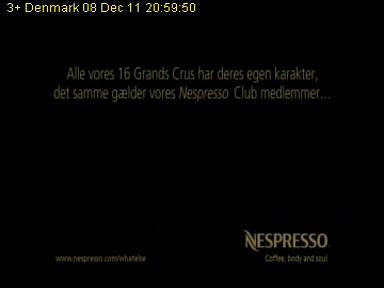 3+ Denmark 08 Dec 11 20:59:50
Alle vores 16 Grands Crus har deres egen karakter,
det samme gælder vores Nespresso Club medlemmer...
NESPRESSO.
www.nespresso.com/whatelse
Coffee, body and soul